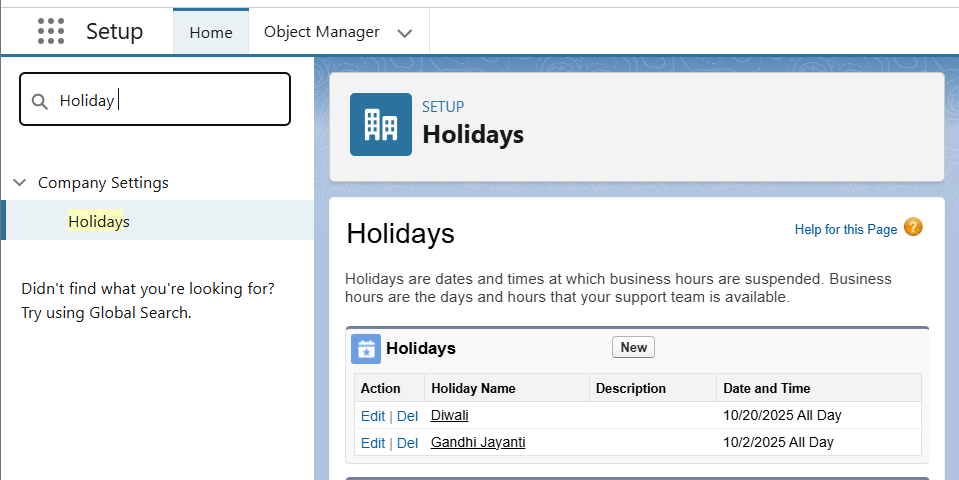 Setup
Home
Object Manager
Holiday
Company Settings
Holidays
Didn't find what you're looking for?
Try using Global Search.
SETUP
Holidays
Holidays
Help for this Page ?
Holidays are dates and times at which business hours are suspended. Business
hours are the days and hours that your support team is available.
Holidays
New
Action Holiday Name Description Date and Time
Edit | Del Diwali 10/20/2025 All Day
Edit | Del Gandhi Jayanti 10/2/2025 All Day